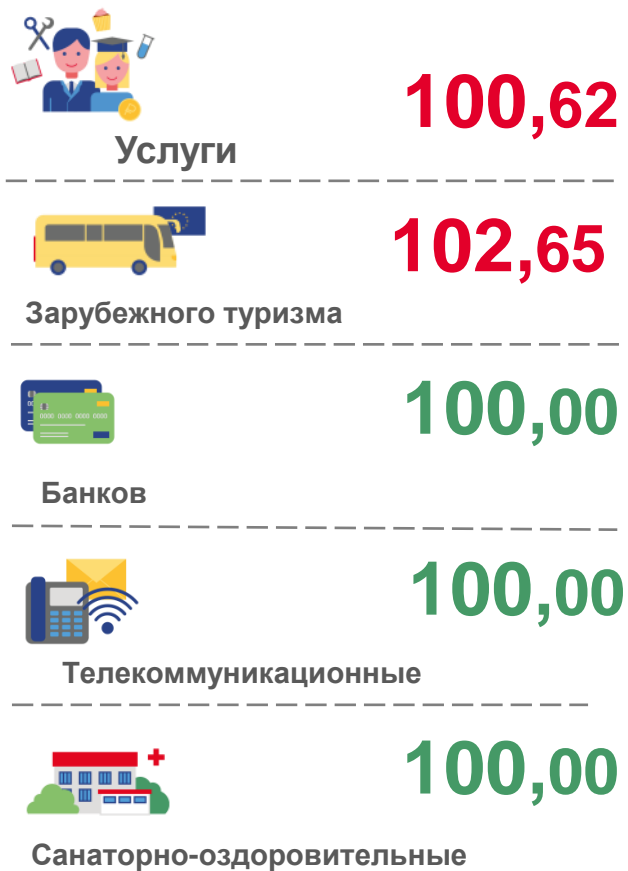 100,62
Услуги
102,65
Зарубежного туризма
100,00
Банков
100,00
Телекоммуникационные
100,00
Санаторно-оздоровительные